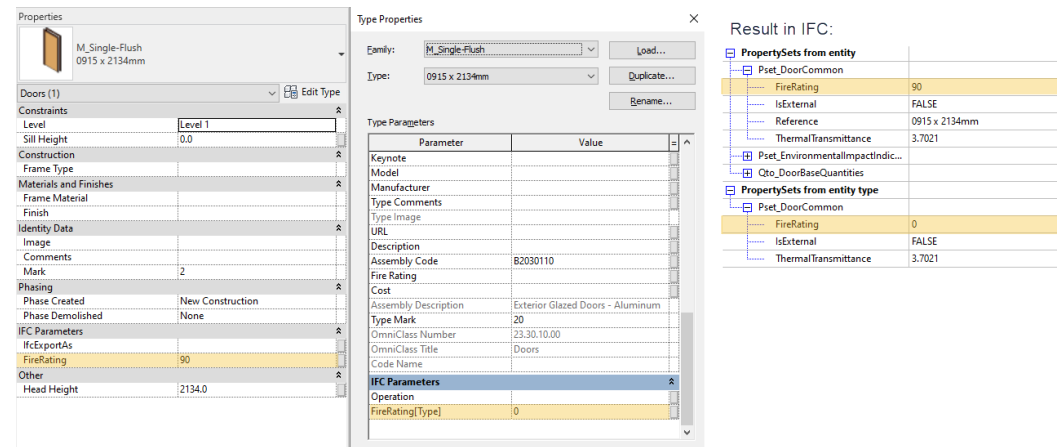 Properties
M_Single-Flush
0915 x 2134mm
Doors (1)
Edit Type
Constraints
Level Level 1
Sill Height 0.0
Construction
Frame Type
Materials and Finishes
Frame Material
Finish
Identity Data
Image
Comments
Mark 2
Phasing
Phase Created New Construction
Phase Demolished None
IFC Parameters
IfcExportAs
FireRating 90
Other
Head Height 2134.0
Type Properties
Family: M_Single-Flush Load...
Type: 0915 x 2134mm Duplicate...
Rename...
Type Parameters
Parameter Value =
Keynote
Model
Manufacturer
Type Comments
Type Image
URL
Description
Assembly Code B2030110
Fire Rating
Cost
Assembly Description Exterior Glazed Doors - Aluminum
Type Mark 20
OmniClass Number 23.30.10.00
OmniClass Title Doors
Code Name
IFC Parameters
Operation
FireRating[Type] 0
Result in IFC:
PropertySets from entity
Pset_DoorCommon
FireRating 90
IsExternal FALSE
Reference 0915 x 2134mm
ThermalTransmittance 3.7021
Pset_EnvironmentalImpactIndic...
Qto_DoorBaseQuantities
PropertySets from entity type
Pset_DoorCommon
FireRating 0
IsExternal FALSE
ThermalTransmittance 3.7021